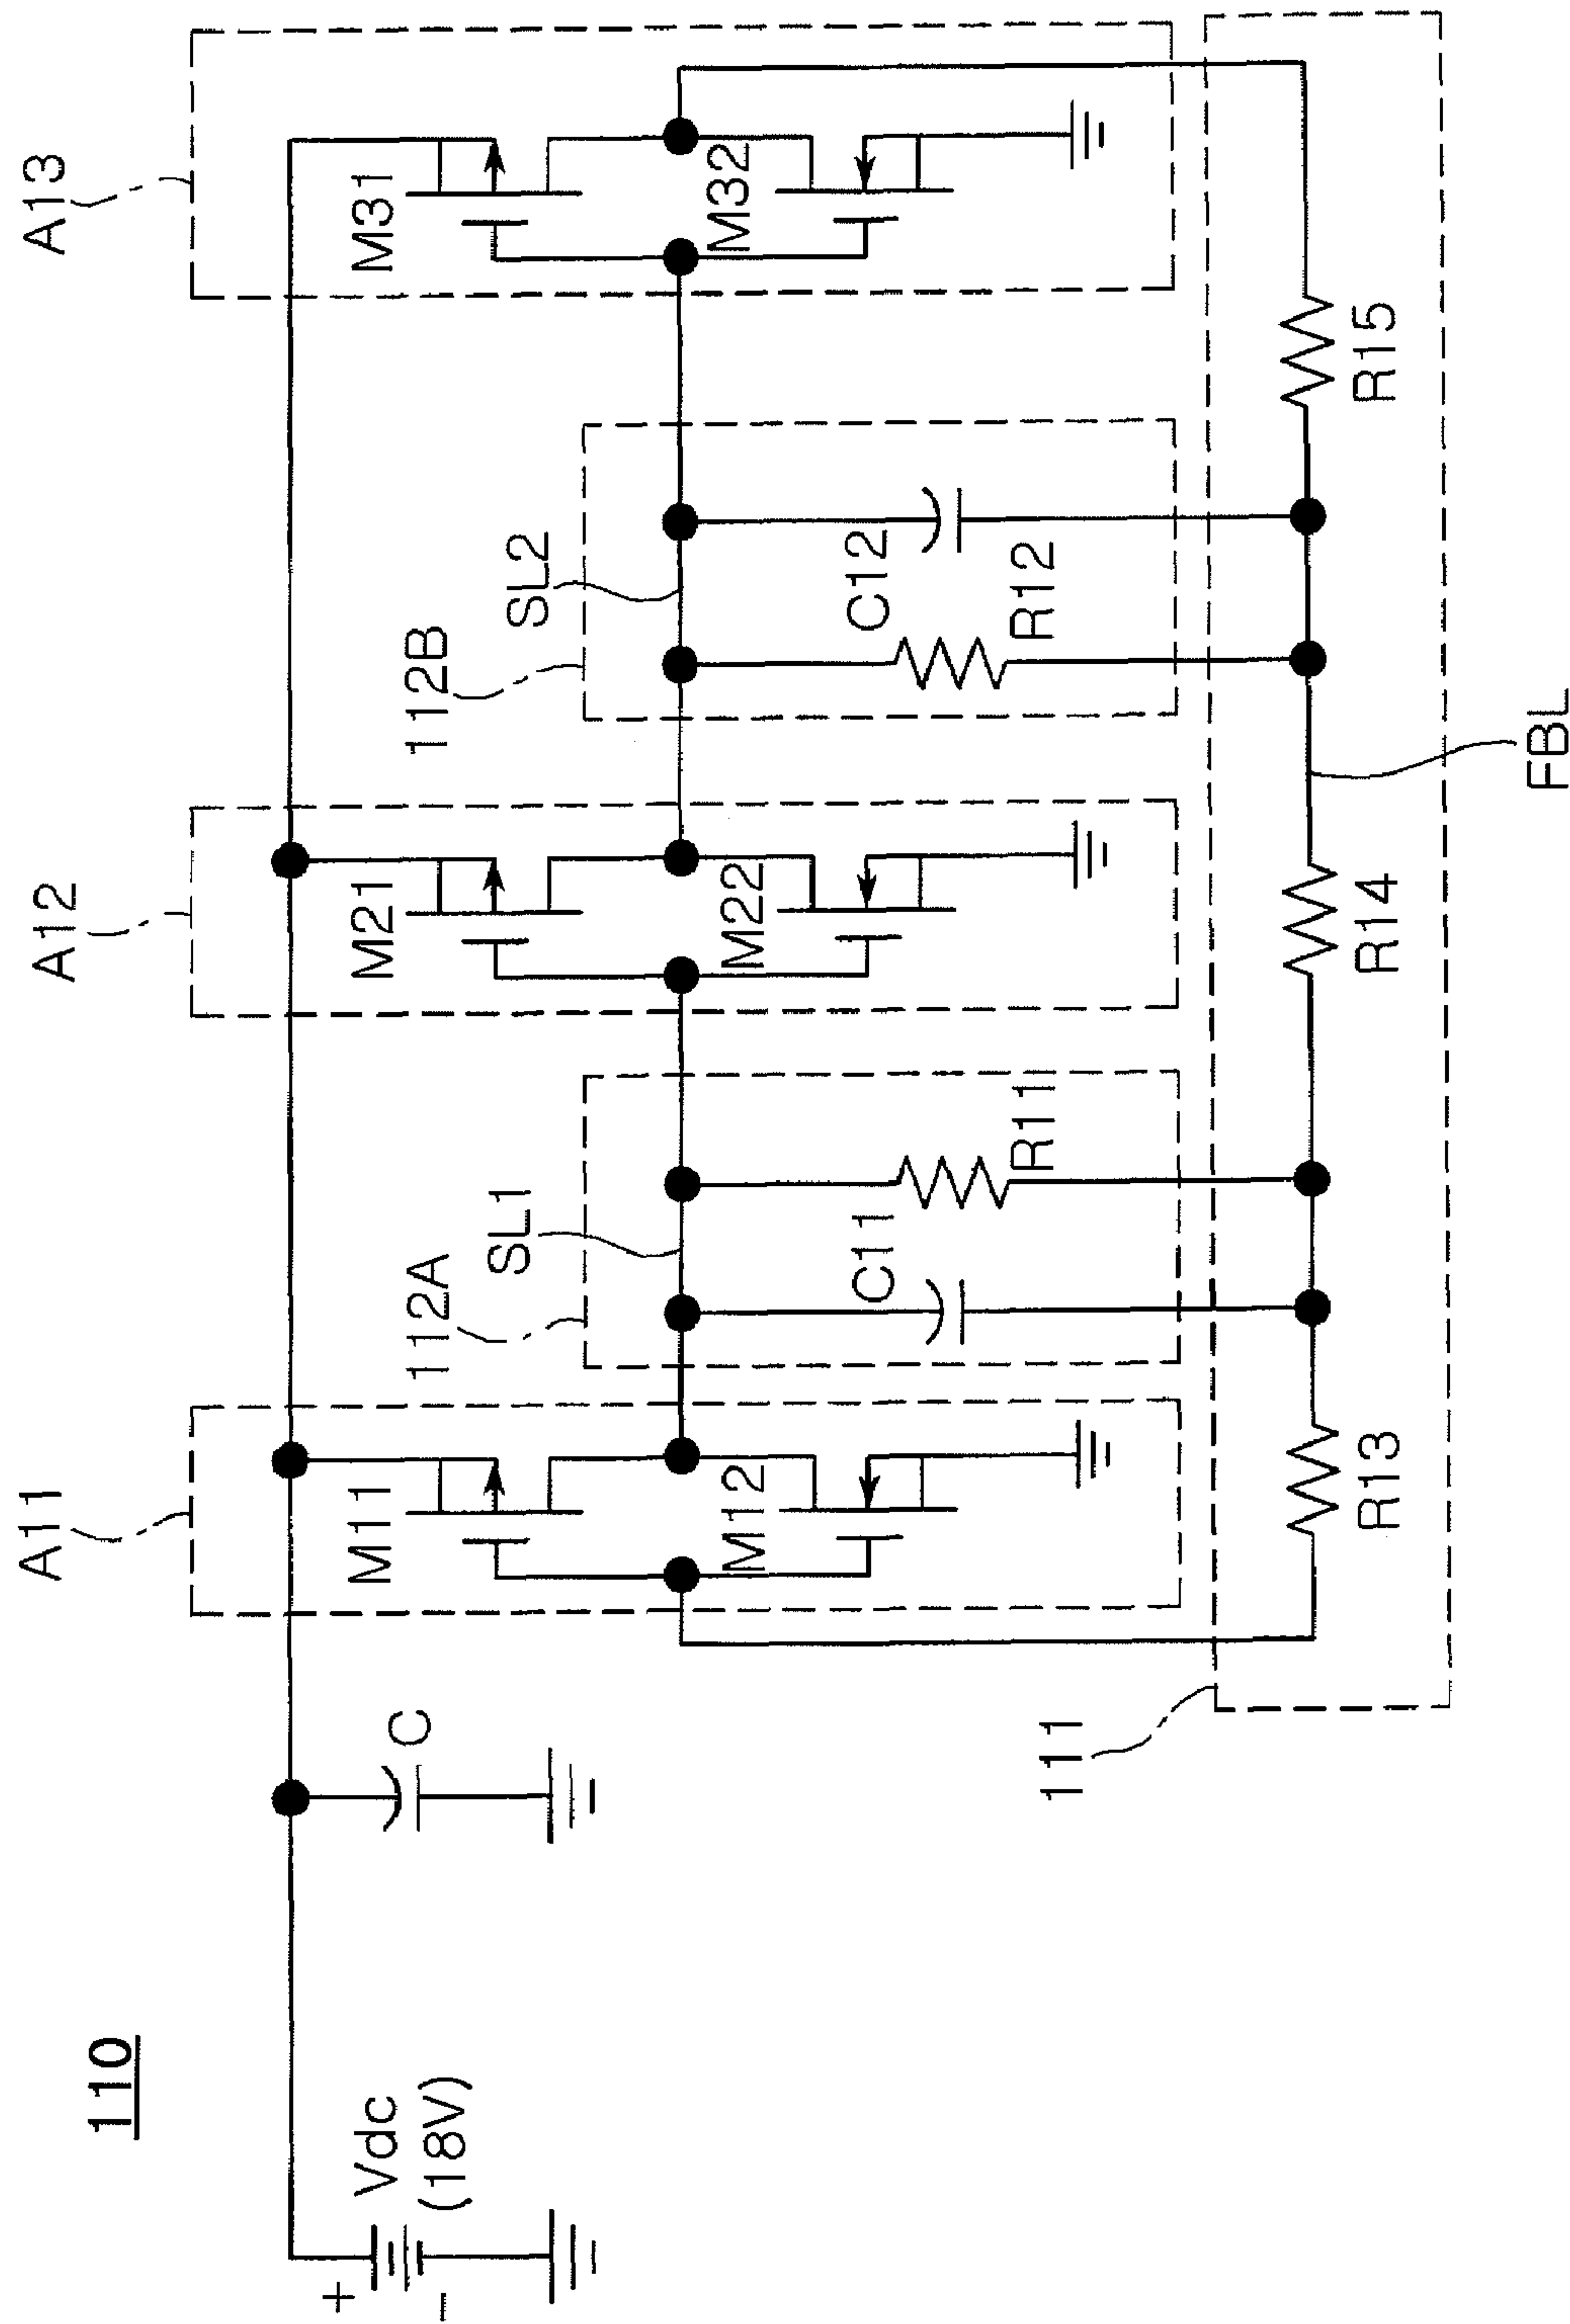 110
A11
A12
A13
Vdc
(18V)
+
-
C
M11
M12
112A
SL1
C11
R11
M21
M22
112B
SL2
C12
R12
M31
M32
111
R13
R14
R15
FBL